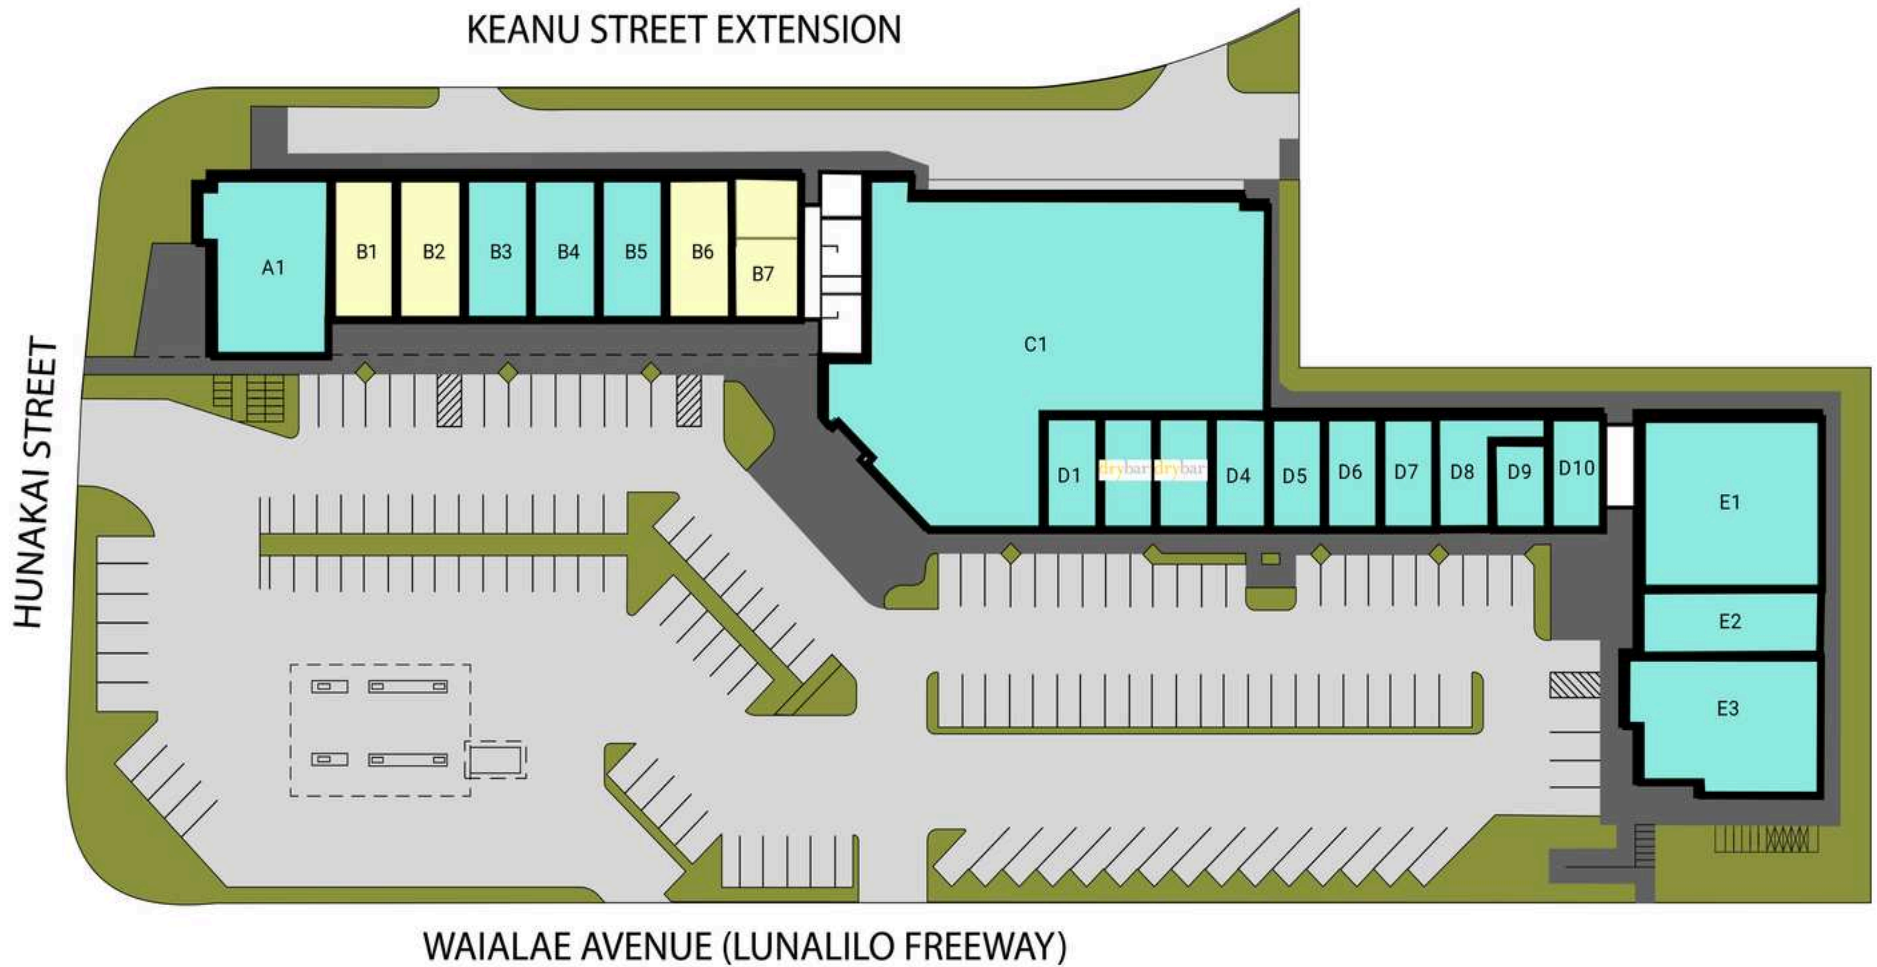 KEANU STREET EXTENSION
HUNAKAI STREET
A1
B1
B2
B3
B4
B5
B6
B7
C1
D1
drybar
drybar
D4
D5
D6
D7
D8
D9
D10
E1
E2
E3
WAIALAE AVENUE (LUNALILO FREEWAY)